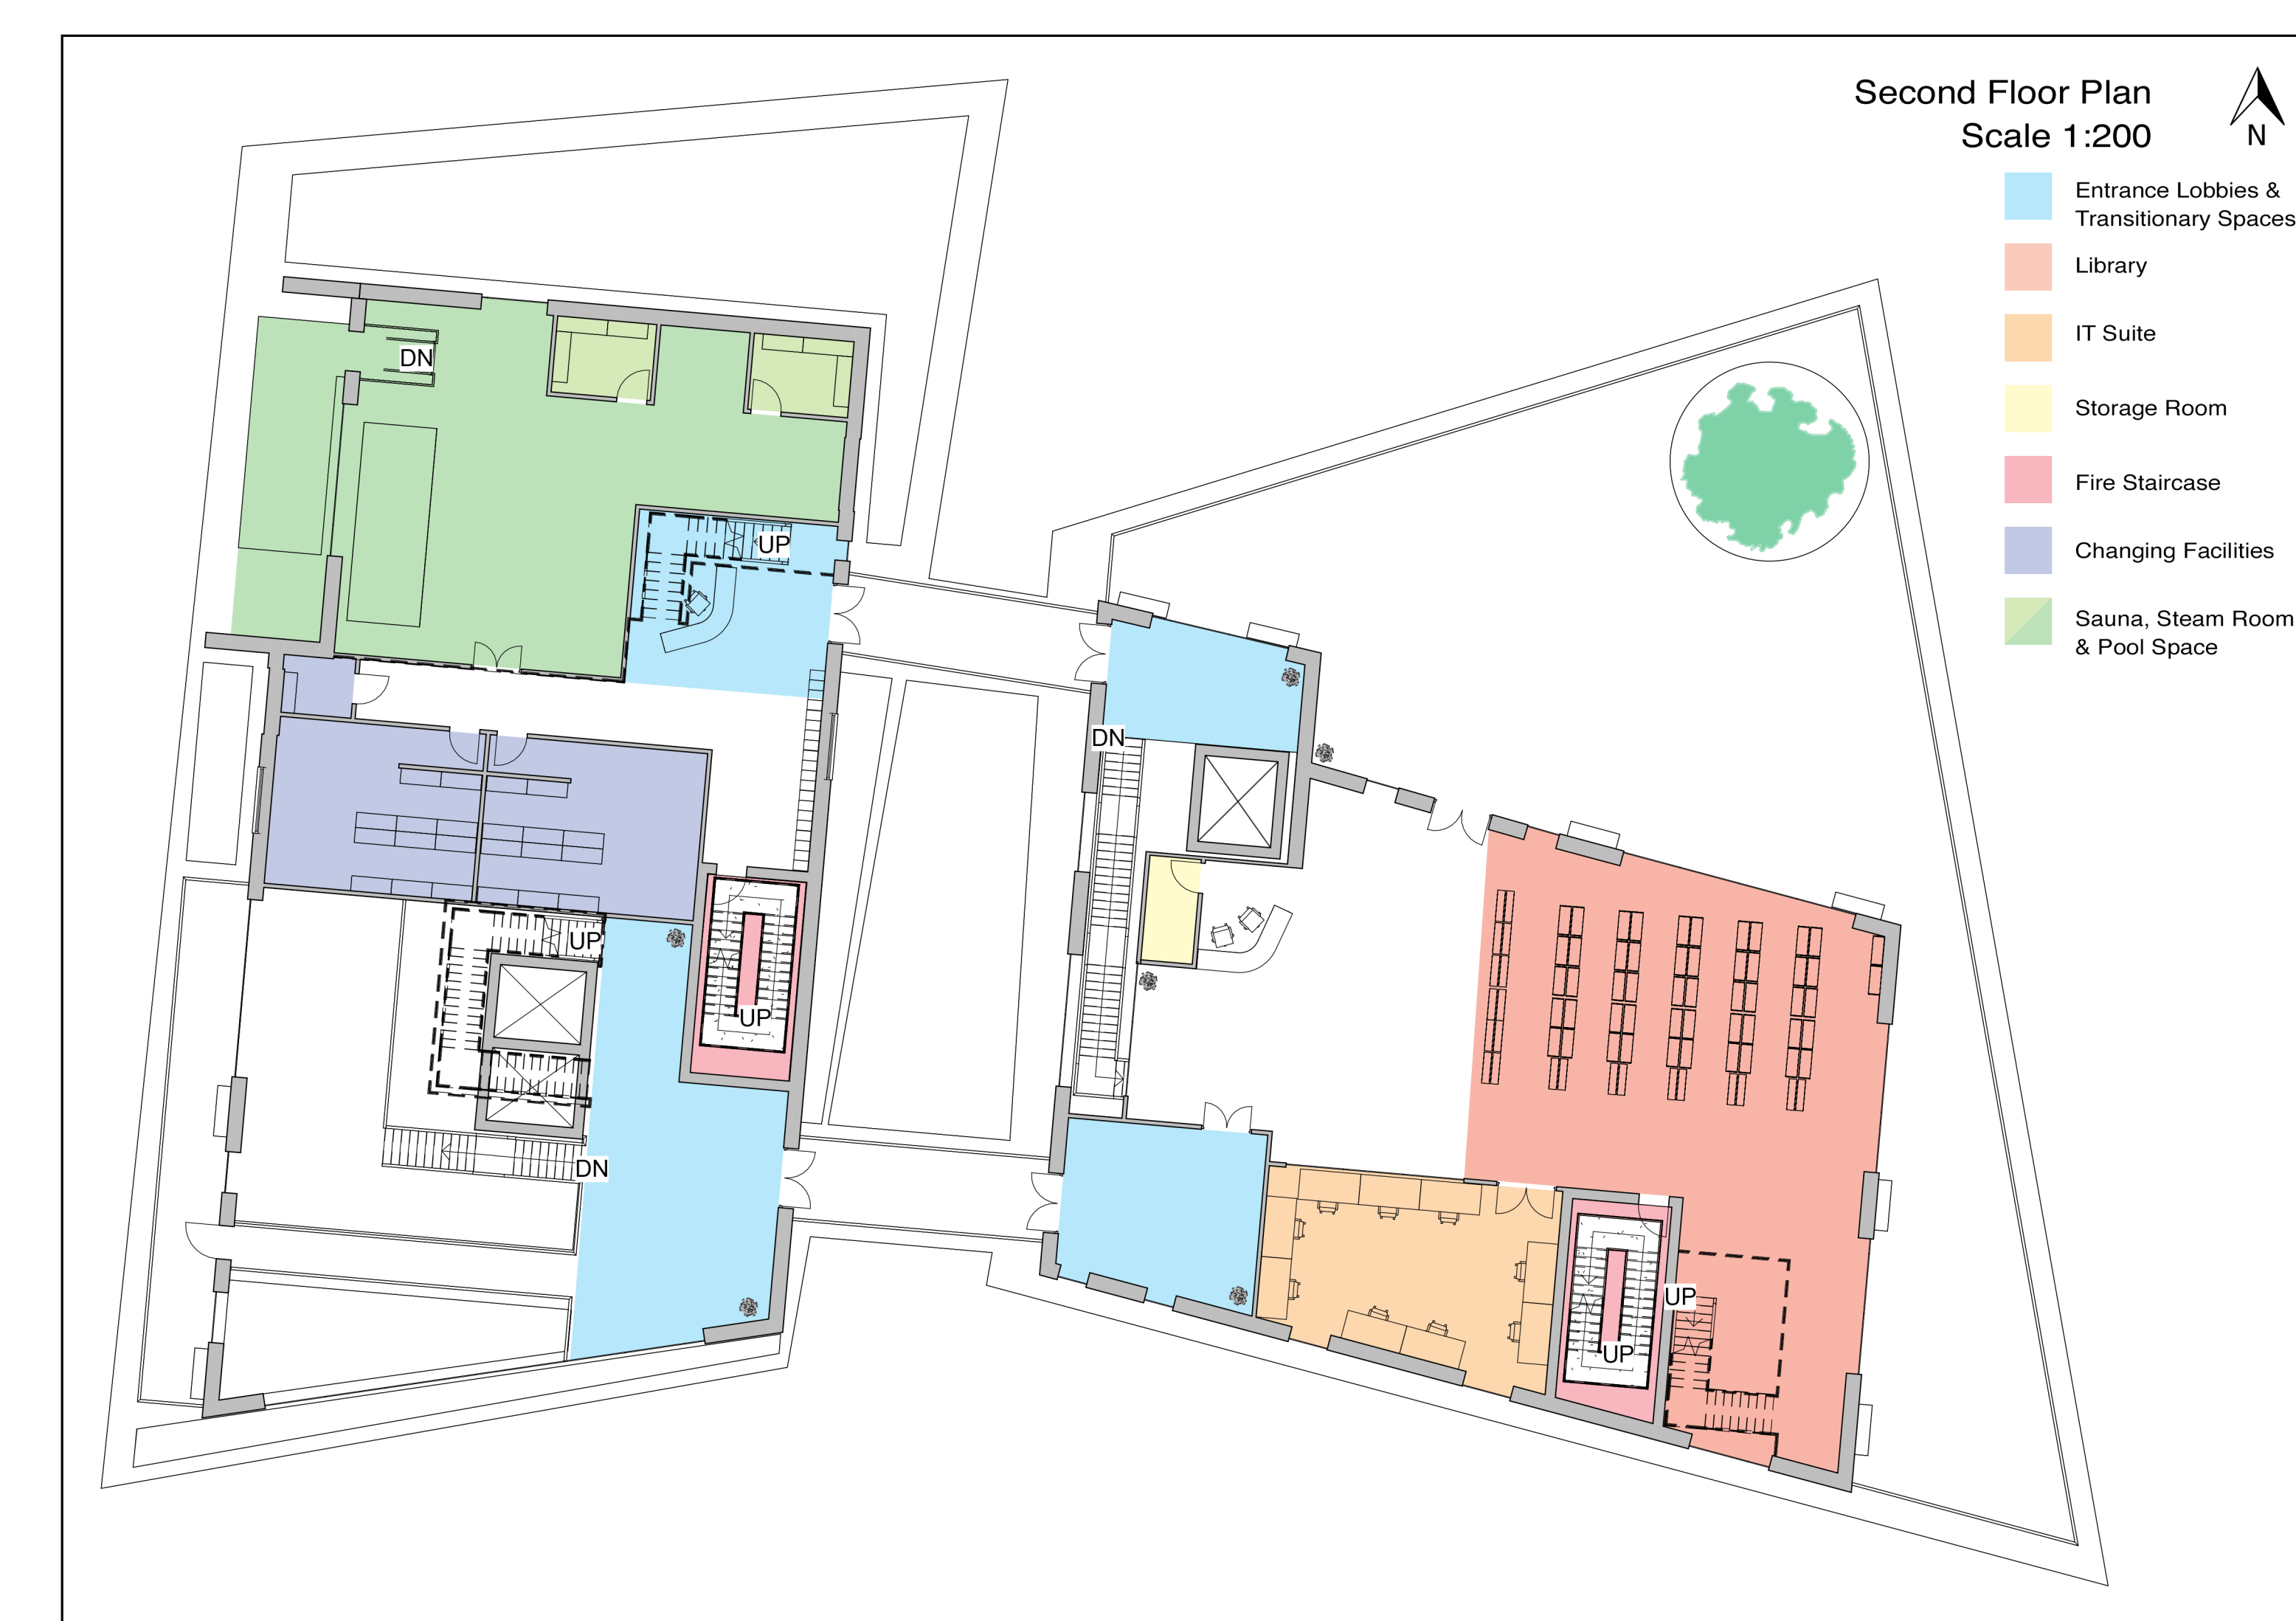 Second Floor Plan
Scale 1:200
N
Entrance Lobbies &
Transitionary Spaces
Library
IT Suite
Storage Room
Fire Staircase
Changing Facilities
Sauna, Steam Room
& Pool Space
DN
UP
DN
UP
UP
DN
UP
UP